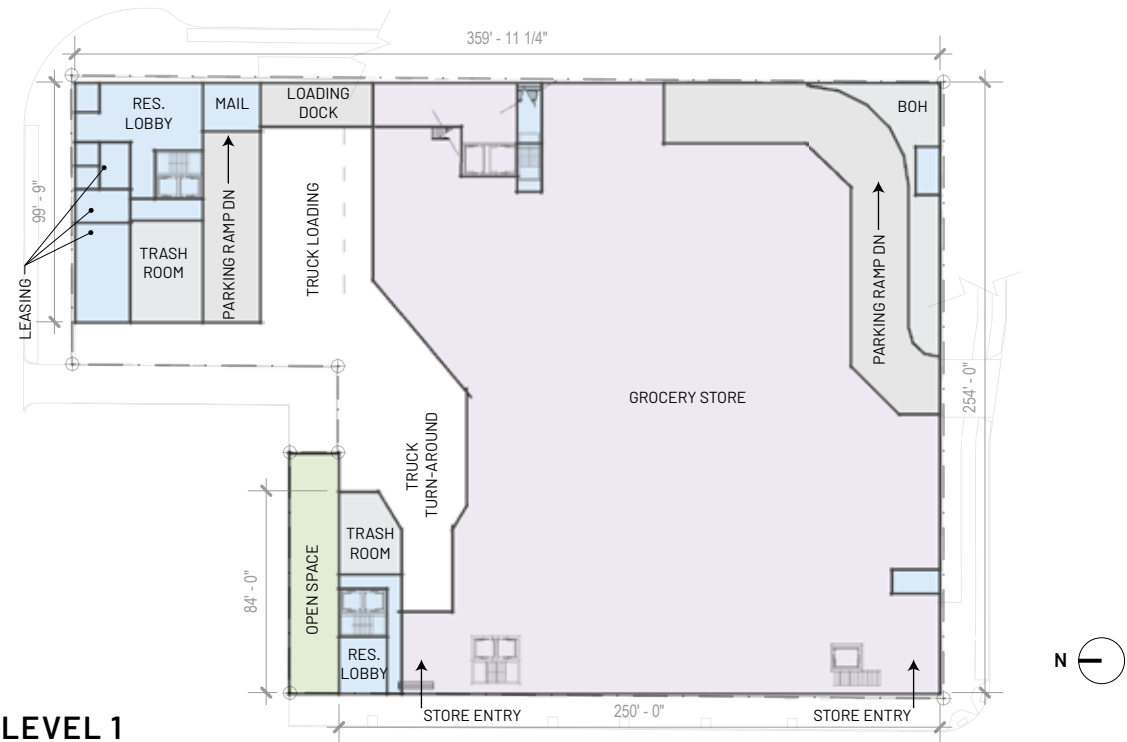 359' - 11 1/4"
RES.
LOBBY
MAIL
LOADING
DOCK
BOH
99' - 9"
LEASING
TRASH
ROOM
PARKING RAMP DN
TRUCK LOADING
PARKING RAMP DN
254' - 0"
GROCERY STORE
TRUCK
TURN-AROUND
OPEN SPACE
84' - 0"
TRASH
ROOM
RES.
LOBBY
STORE ENTRY
250' - 0"
STORE ENTRY
N
LEVEL 1